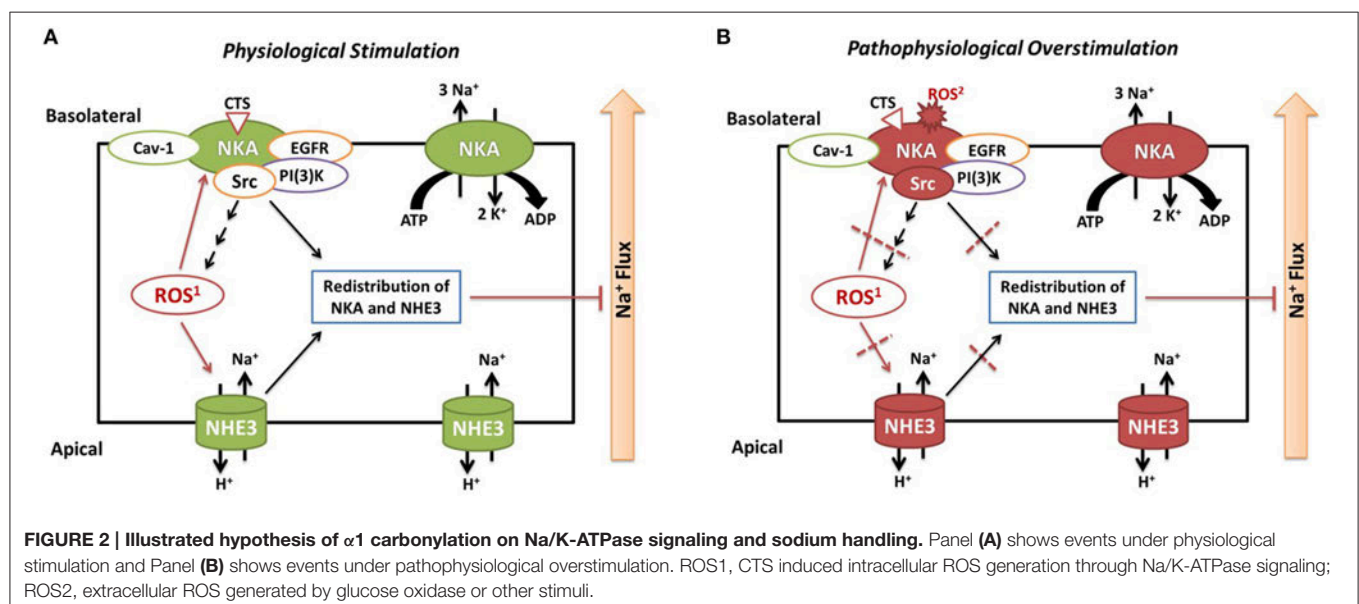 A
Physiological Stimulation
Basolateral
CTS
Cav-1
NKA
EGFR
Src
PI(3)K
3 Na⁺
NKA
ATP
2 K⁺
ADP
ROS¹
Redistribution of
NKA and NHE3
Na⁺ Flux
Na⁺
NHE3
H⁺
Na⁺
NHE3
H⁺
Apical
B
Pathophysiological Overstimulation
Basolateral
CTS
ROS²
Cav-1
NKA
EGFR
Src
PI(3)K
3 Na⁺
NKA
ATP
2 K⁺
ADP
ROS¹
Redistribution of
NKA and NHE3
Na⁺ Flux
Na⁺
NHE3
H⁺
Na⁺
NHE3
H⁺
Apical
FIGURE 2 | Illustrated hypothesis of α1 carbonylation on Na/K-ATPase signaling and sodium handling. Panel (A) shows events under physiological
stimulation and Panel (B) shows events under pathophysiological overstimulation. ROS1, CTS induced intracellular ROS generation through Na/K-ATPase signaling;
ROS2, extracellular ROS generated by glucose oxidase or other stimuli.